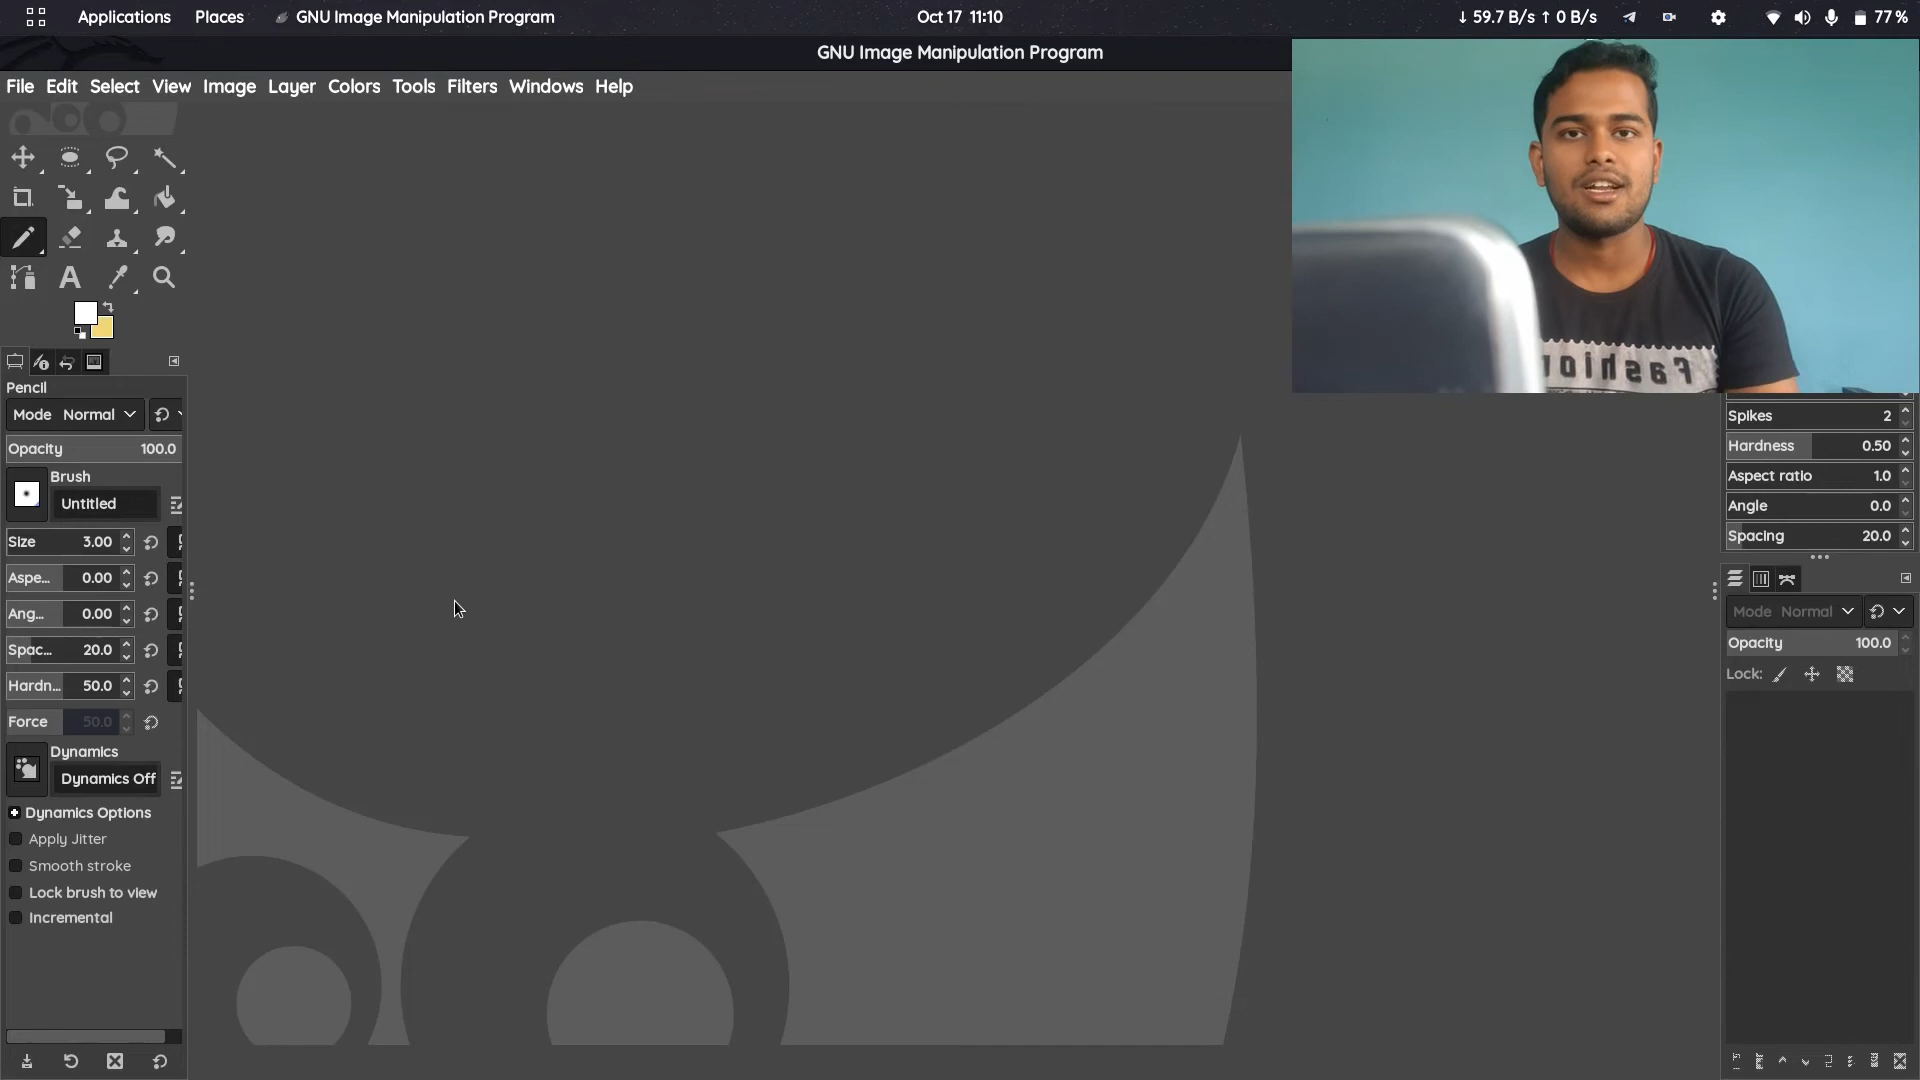 Applications Places GNU Image Manipulation Program Oct 17 11:10 ↓ 59.7 B/s ↑ 0 B/s 77%
GNU Image Manipulation Program
File Edit Select View Image Layer Colors Tools Filters Windows Help
Fashion
Pencil
Mode Normal
Opacity 100.0
Brush
Untitled
Size 3.00
Aspe... 0.00
Ang... 0.00
Spac... 20.0
Hardn... 50.0
Force 50.0
Dynamics
Dynamics Off
Dynamics Options
Apply Jitter
Smooth stroke
Lock brush to view
Incremental
Spikes 2
Hardness 0.50
Aspect ratio 1.0
Angle 0.0
Spacing 20.0
Mode Normal
Opacity 100.0
Lock: